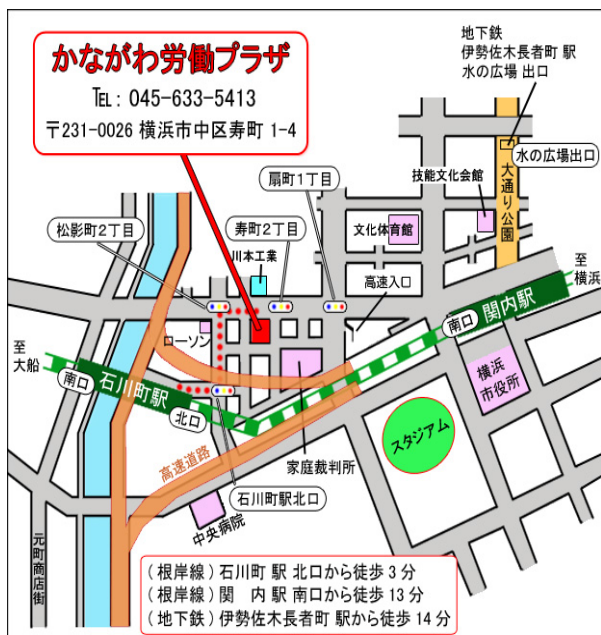 かながわ労働プラザ
TEL: 045-633-5413
〒231-0026 横浜市中区寿町 1-4
地下鉄
伊勢佐木長者町 駅
水の広場 出口
水の広場出口
大通り公園
技能文化会館
扇町1丁目
文化体育館
松影町2丁目
寿町2丁目
川本工業
高速入口
至
横浜
関内駅
南口
ローソン
至
大船
南口
石川町駅
北口
横浜
市役所
スタジアム
家庭裁判所
高速道路
石川町駅北口
中央病院
元町商店街
(根岸線) 石川町 駅 北口から徒歩 3 分
(根岸線) 関 内 駅 南口から徒歩 13 分
(地下鉄) 伊勢佐木長者町 駅から徒歩 14 分